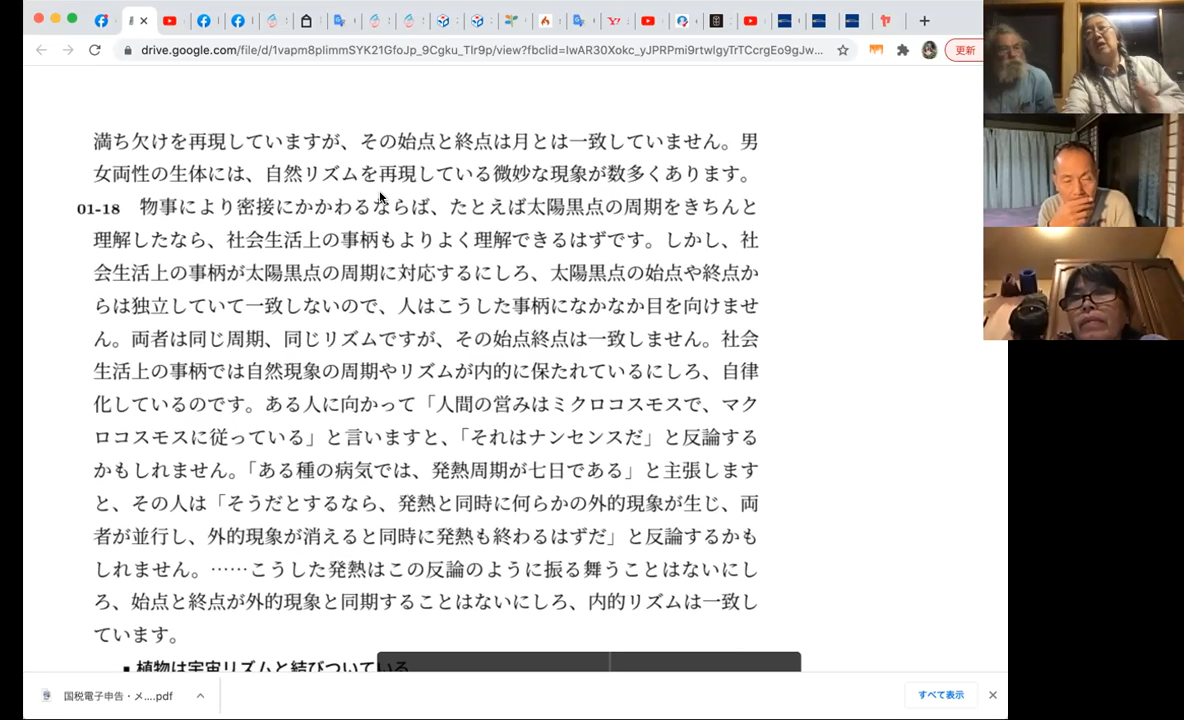 drive.google.com/file/d/1vapm8plimmSYK21GfoJp_9Cgku_TIr9p/view?fbclid=IwAR30Xokc_yJPRPmi9rtwlgyTrTCcrgEo9gJw...
更新
満ち欠けを再現していますが、その始点と終点は月とは一致していません。男
女両性の生体には、自然リズムを再現している微妙な現象が数多くあります。
01-18 物事により密接にかかわるならば、たとえば太陽黒点の周期をきちんと
理解したなら、社会生活上の事柄もよりよく理解できるはずです。しかし、社
会生活上の事柄が太陽黒点の周期に対応するにしろ、太陽黒点の始点や終点か
らは独立していて一致しないので、人はこうした事柄になかなか目を向けませ
ん。両者は同じ周期、同じリズムですが、その始点終点は一致しません。社会
生活上の事柄では自然現象の周期やリズムが内的に保たれているにしろ、自律
化しているのです。ある人に向かって「人間の営みはミクロコスモスで、マク
ロコスモスに従っている」と言いますと、「それはナンセンスだ」と反論する
かもしれません。「ある種の病気では、発熱周期が七日である」と主張します
と、その人は「そうだとするなら、発熱と同時に何らかの外的現象が生じ、両
者が並行し、外的現象が消えると同時に発熱も終わるはずだ」と反論するかも
しれません。……こうした発熱はこの反論のように振る舞うことはないにし
ろ、始点と終点が外的現象と同期することはないにしろ、内的リズムは一致し
ています。
▪ 植物は宇宙リズムと結びついている
国税電子申告・メ....pdf
すべて表示